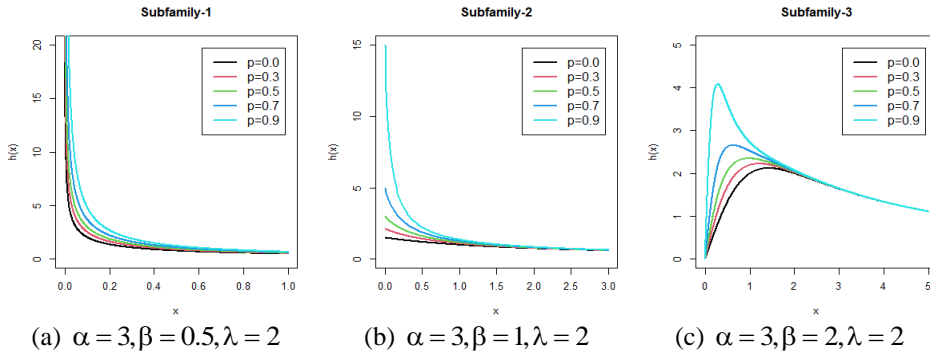 Subfamily-1
h(x)
20
15
10
5
0
p=0.0
p=0.3
p=0.5
p=0.7
p=0.9
0.0 0.2 0.4 0.6 0.8 1.0
x
(a) α = 3,β = 0.5,λ = 2
Subfamily-2
h(x)
15
10
5
0
p=0.0
p=0.3
p=0.5
p=0.7
p=0.9
0.0 0.5 1.0 1.5 2.0 2.5 3.0
x
(b) α = 3,β = 1,λ = 2
Subfamily-3
h(x)
5
4
3
2
1
0
p=0.0
p=0.3
p=0.5
p=0.7
p=0.9
0 1 2 3 4 5
x
(c) α = 3,β = 2,λ = 2